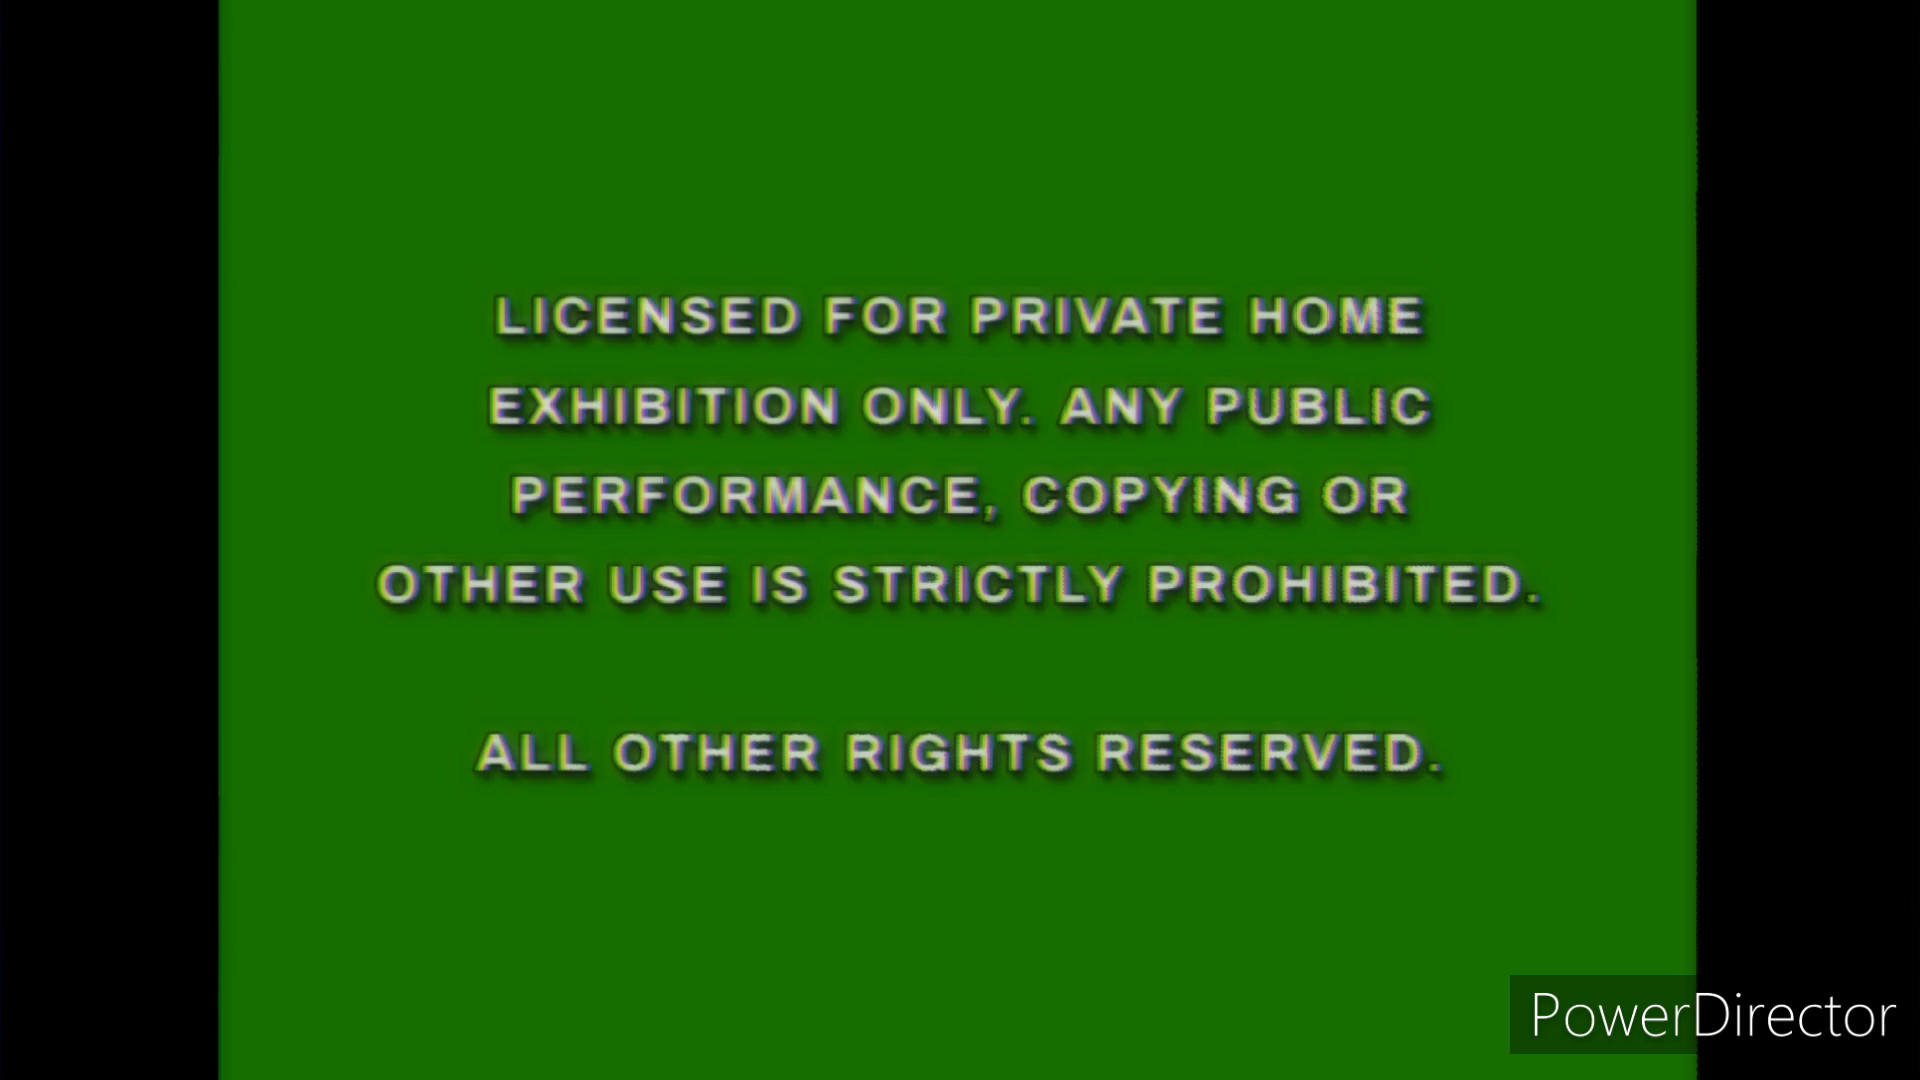 LICENSED FOR PRIVATE HOME
EXHIBITION ONLY. ANY PUBLIC
PERFORMANCE, COPYING OR
OTHER USE IS STRICTLY PROHIBITED.
ALL OTHER RIGHTS RESERVED.
PowerDirector